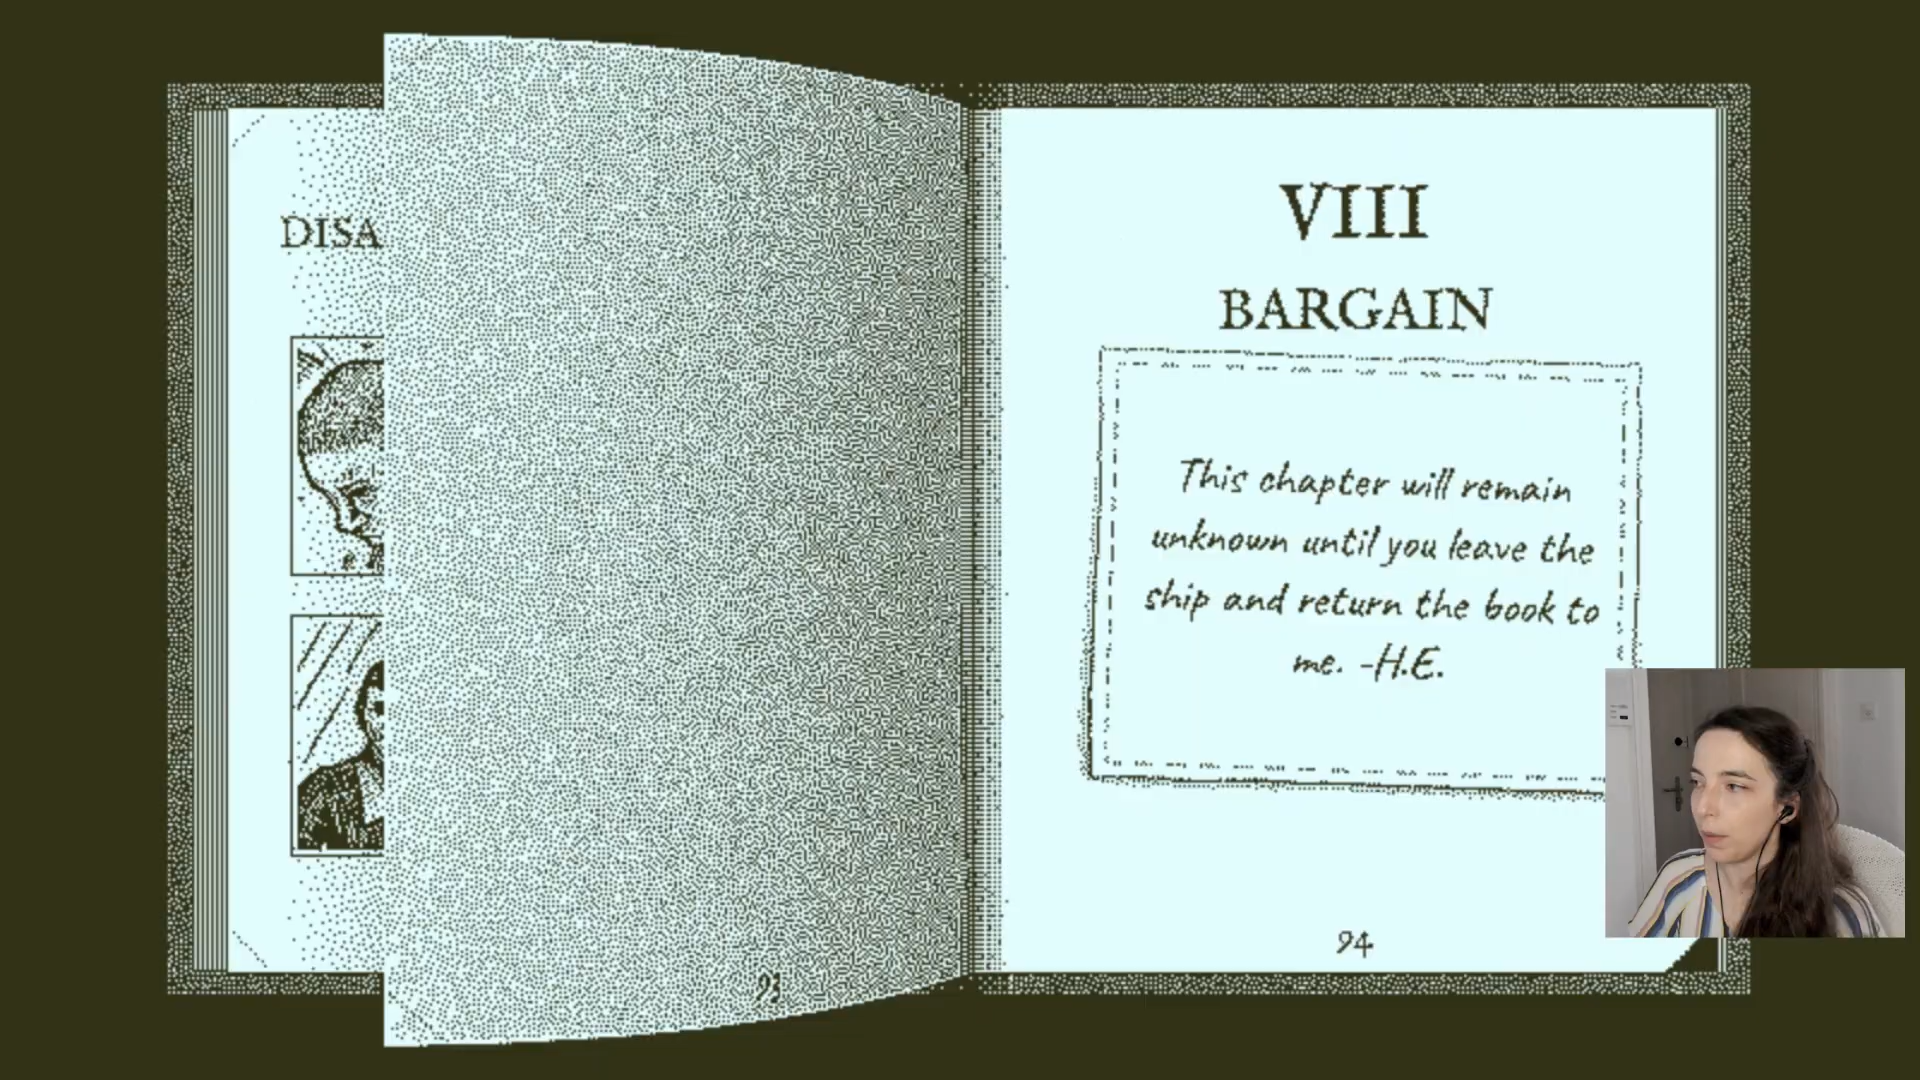 DISA
93
VIII
BARGAIN
This chapter will remain
unknown until you leave the
ship and return the book to
me. -H.E.
94